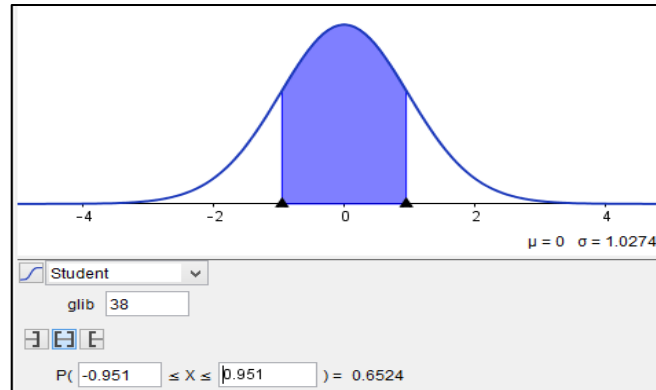 -4 -2 0 2 4
μ = 0 σ = 1.0274
Student
glib 38
P( -0.951 ≤ X ≤ 0.951 ) = 0.6524